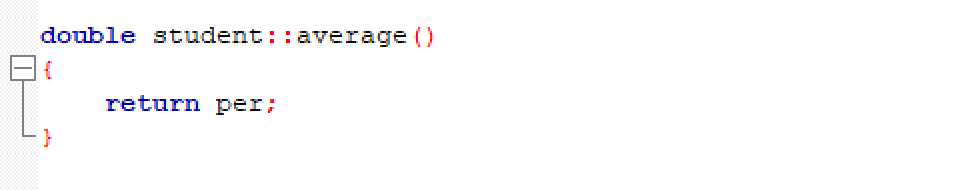 double student::average()
{
    return per;
}